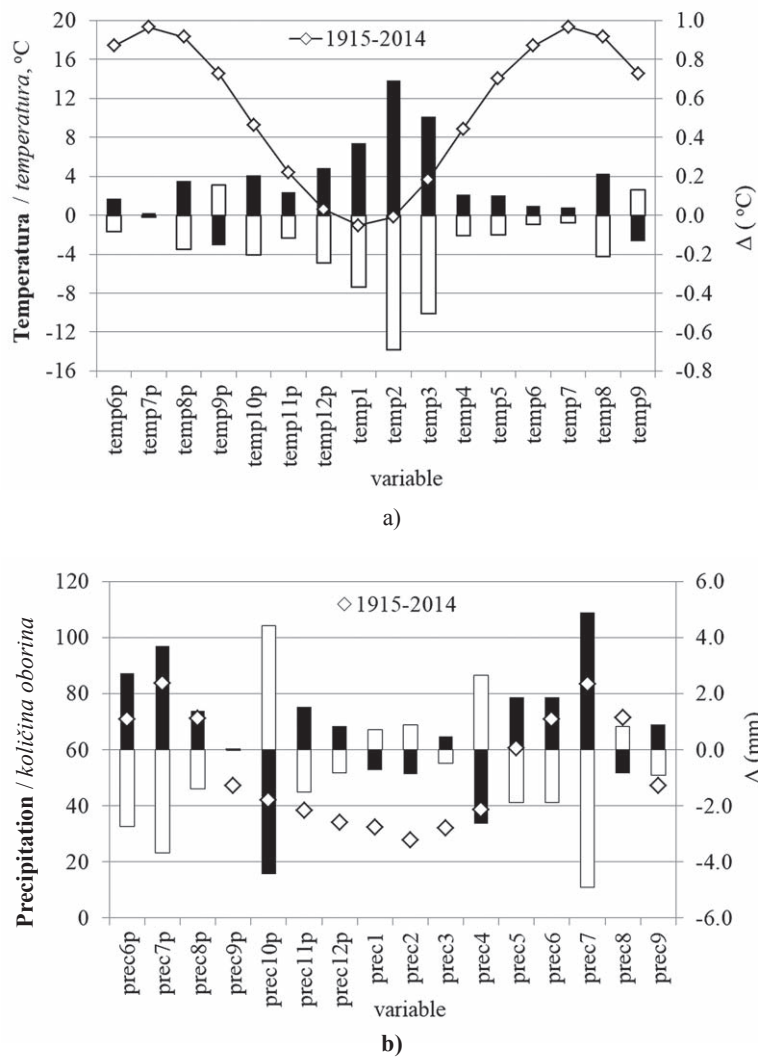 20
16
12
8
4
0
-4
-8
-12
-16
Temperatura / temperatura, °C
1915-2014
1.0
0.8
0.6
0.4
0.2
0.0
-0.2
-0.4
-0.6
-0.8
Δ ( °C)
temp6p
temp7p
temp8p
temp9p
temp10p
temp11p
temp12p
temp1
temp2
temp3
temp4
temp5
temp6
temp7
temp8
temp9
variable
a)
120
100
80
60
40
20
0
Precipitation / količina oborina
1915-2014
6.0
4.0
2.0
0.0
-2.0
-4.0
-6.0
Δ (mm)
prec6p
prec7p
prec8p
prec9p
prec10p
prec11p
prec12p
prec1
prec2
prec3
prec4
prec5
prec6
prec7
prec8
prec9
variable
b)